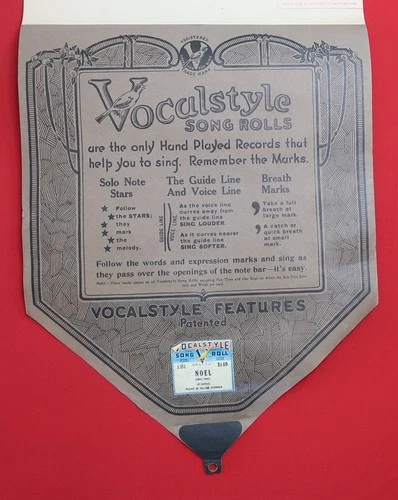 REGISTERED
TRADE MARK
Vocalstyle
SONG ROLLS
are the only Hand Played Records that
help you to sing. Remember the Marks.
Solo Note
Stars
Follow
the STARS;
they
mark
the
melody.
The Guide Line
And Voice Line
GUIDE LINE
VOICE LINE
As the voice line
curves away from
the guide line
SING LOUDER.
As it curves nearer
the guide line
SING SOFTER.
Breath
Marks
Take a full
breath at
large mark.
A catch or
quick breath
at small
mark.
Follow the words and expression marks and sing as
they pass over the openings of the note bar—it's easy.
VOCALSTYLE FEATURES
Patented
VOCALSTYLE
SONG ROLL
NOEL